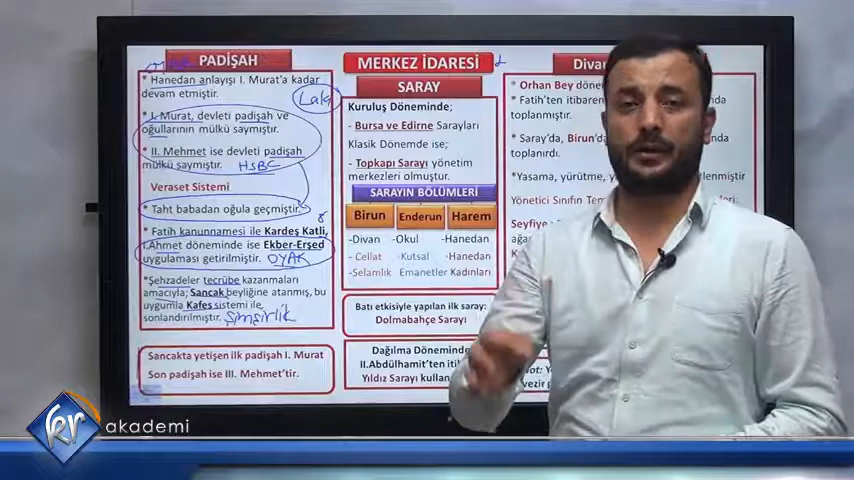 PADİŞAH
* Hanedan anlayışı I. Murat'a kadar
devam etmiştir.
Lala
* I. Murat, devleti padişah ve
oğullarının mülkü saymıştır.
* II. Mehmet ise devleti padişah
mülkü saymıştır. HSBC
Veraset Sistemi
* Taht babadan oğula geçmiştir.
* Fatih kanunnamesi ile Kardeş Katli,
I.Ahmet döneminde ise Ekber-Erşed
uygulaması getirilmiştir. OYAK
*Şehzadeler tecrübe kazanmaları
amacıyla; Sancak beyliğine atanmış, bu
uygumla Kafes sistemi ile
sonlandırılmıştır. Şimşirlik
Sancakta yetişen ilk padişah I. Murat
Son padişah ise III. Mehmet'tir.
MERKEZ İDARESİ
SARAY
Kuruluş Döneminde;
- Bursa ve Edirne Sarayları
Klasik Dönemde ise;
- Topkapı Sarayı yönetim
merkezleri olmuştur.
SARAYIN BÖLÜMLERİ
Birun Enderun Harem
-Divan -Okul -Hanedan
- Cellat -Kutsal -Hanedan
-Selamlık Emanetler Kadınları
Batı etkisiyle yapılan ilk saray:
Dolmabahçe Sarayı
Dağılma Döneminde
II.Abdülhamit'ten iti
Yıldız Sarayı kullan
Divan
* Orhan Bey döne
* Fatih'ten itibaren
toplanmıştır.
* Saray'da, Birun'
toplanırdı.
*Yasama, yürütme, y
Yönetici Sınıfın Tem
Seyfiye
ağa
vezir
kr akademi